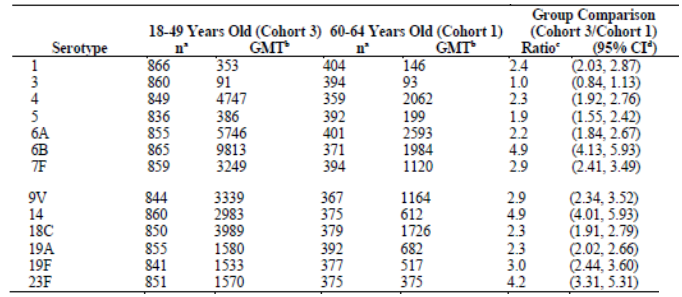 Group Comparison
18-49 Years Old (Cohort 3) 60-64 Years Old (Cohort 1) (Cohort 3/Cohort 1)
Serotype nª GMTᵇ nª GMTᵇ Ratioᶜ (95% CIᵈ)
1 866 353 404 146 2.4 (2.03, 2.87)
3 860 91 394 93 1.0 (0.84, 1.13)
4 849 4747 359 2062 2.3 (1.92, 2.76)
5 836 386 392 199 1.9 (1.55, 2.42)
6A 855 5746 401 2593 2.2 (1.84, 2.67)
6B 865 9813 371 1984 4.9 (4.13, 5.93)
7F 859 3249 394 1120 2.9 (2.41, 3.49)
9V 844 3339 367 1164 2.9 (2.34, 3.52)
14 860 2983 375 612 4.9 (4.01, 5.93)
18C 850 3989 379 1726 2.3 (1.91, 2.79)
19A 855 1580 392 682 2.3 (2.02, 2.66)
19F 841 1533 377 517 3.0 (2.44, 3.60)
23F 851 1570 375 375 4.2 (3.31, 5.31)